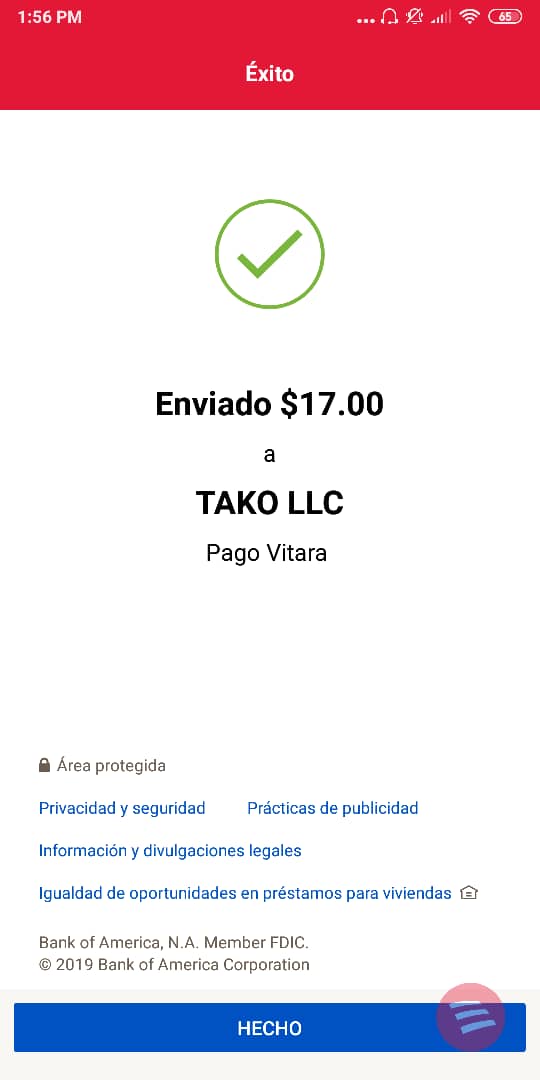 1:56 PM
65
Éxito
Enviado $17.00
a
TAKO LLC
Pago Vitara
Área protegida
Privacidad y seguridad Prácticas de publicidad
Información y divulgaciones legales
Igualdad de oportunidades en préstamos para viviendas
Bank of America, N.A. Member FDIC.
© 2019 Bank of America Corporation
HECHO